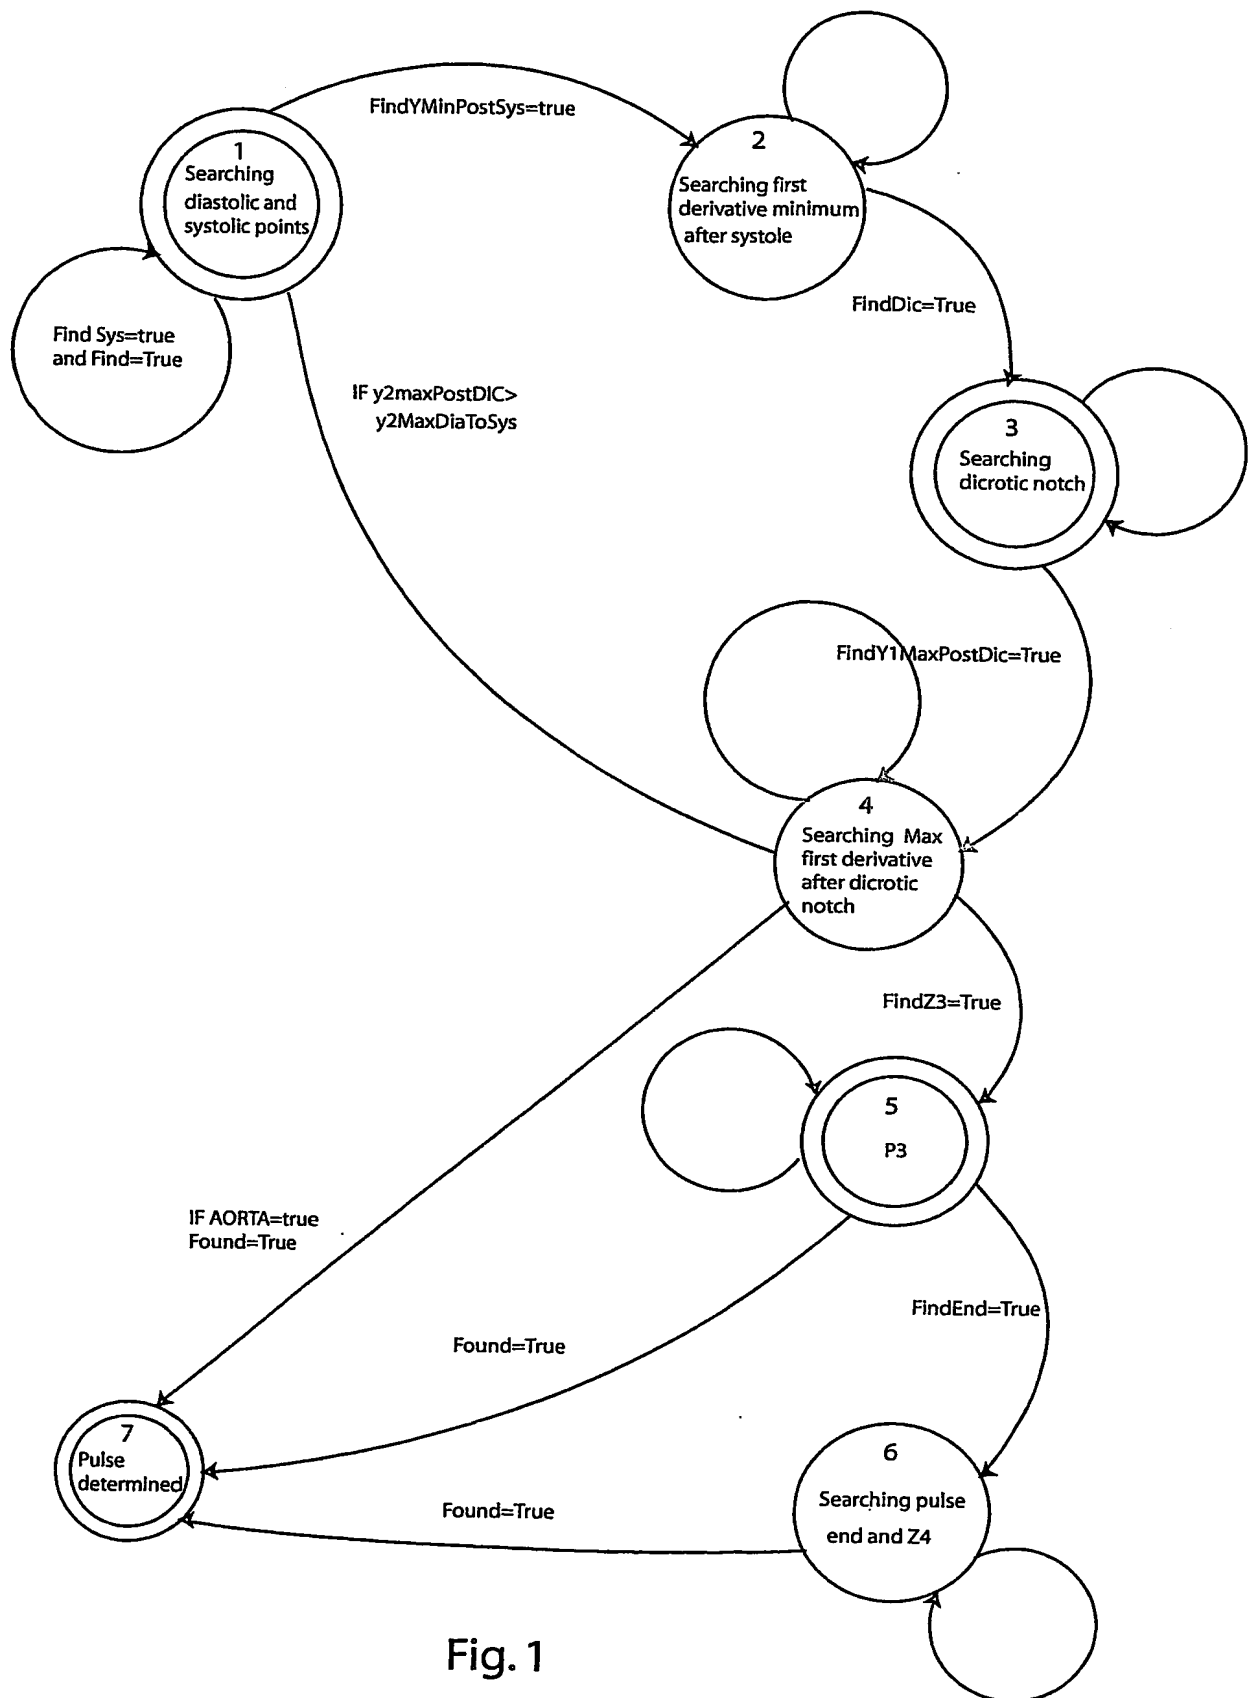 FindYMinPostSys=true
1
Searching
diastolic and
systolic points
2
Searching first
derivative minimum
after systole
Find Sys=true
and Find=True
FindDic=True
IF y2maxPostDIC>
y2MaxDiaToSys
3
Searching
dicrotic notch
FindY1MaxPostDic=True
4
Searching Max
first derivative
after dicrotic
notch
FindZ3=True
5
P3
IF AORTA=true
Found=True
FindEnd=True
Found=True
7
Pulse
determined
6
Searching pulse
end and Z4
Found=True
Fig. 1